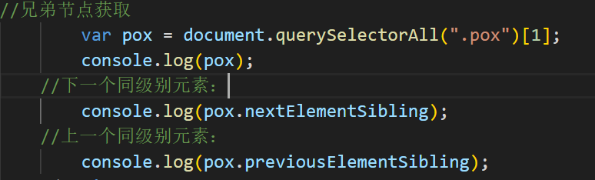 //兄弟节点获取
var pox = document.querySelectorAll(".pox")[1];
console.log(pox);
//下一个同级别元素：
console.log(pox.nextElementSibling);
//上一个同级别元素：
console.log(pox.previousElementSibling);